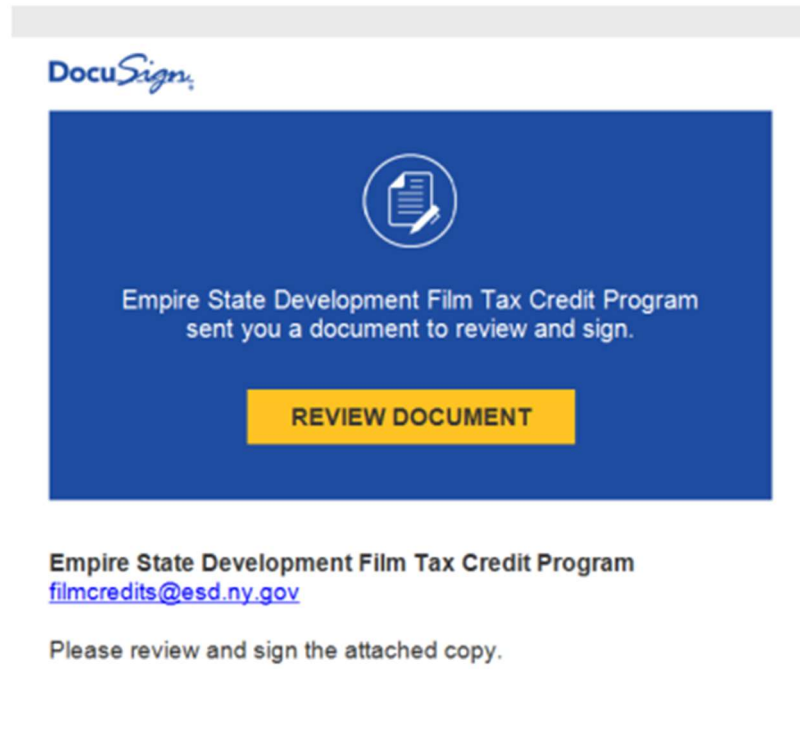 DocuSign
Empire State Development Film Tax Credit Program
sent you a document to review and sign.
REVIEW DOCUMENT
Empire State Development Film Tax Credit Program
filmcredits@esd.ny.gov
Please review and sign the attached copy.